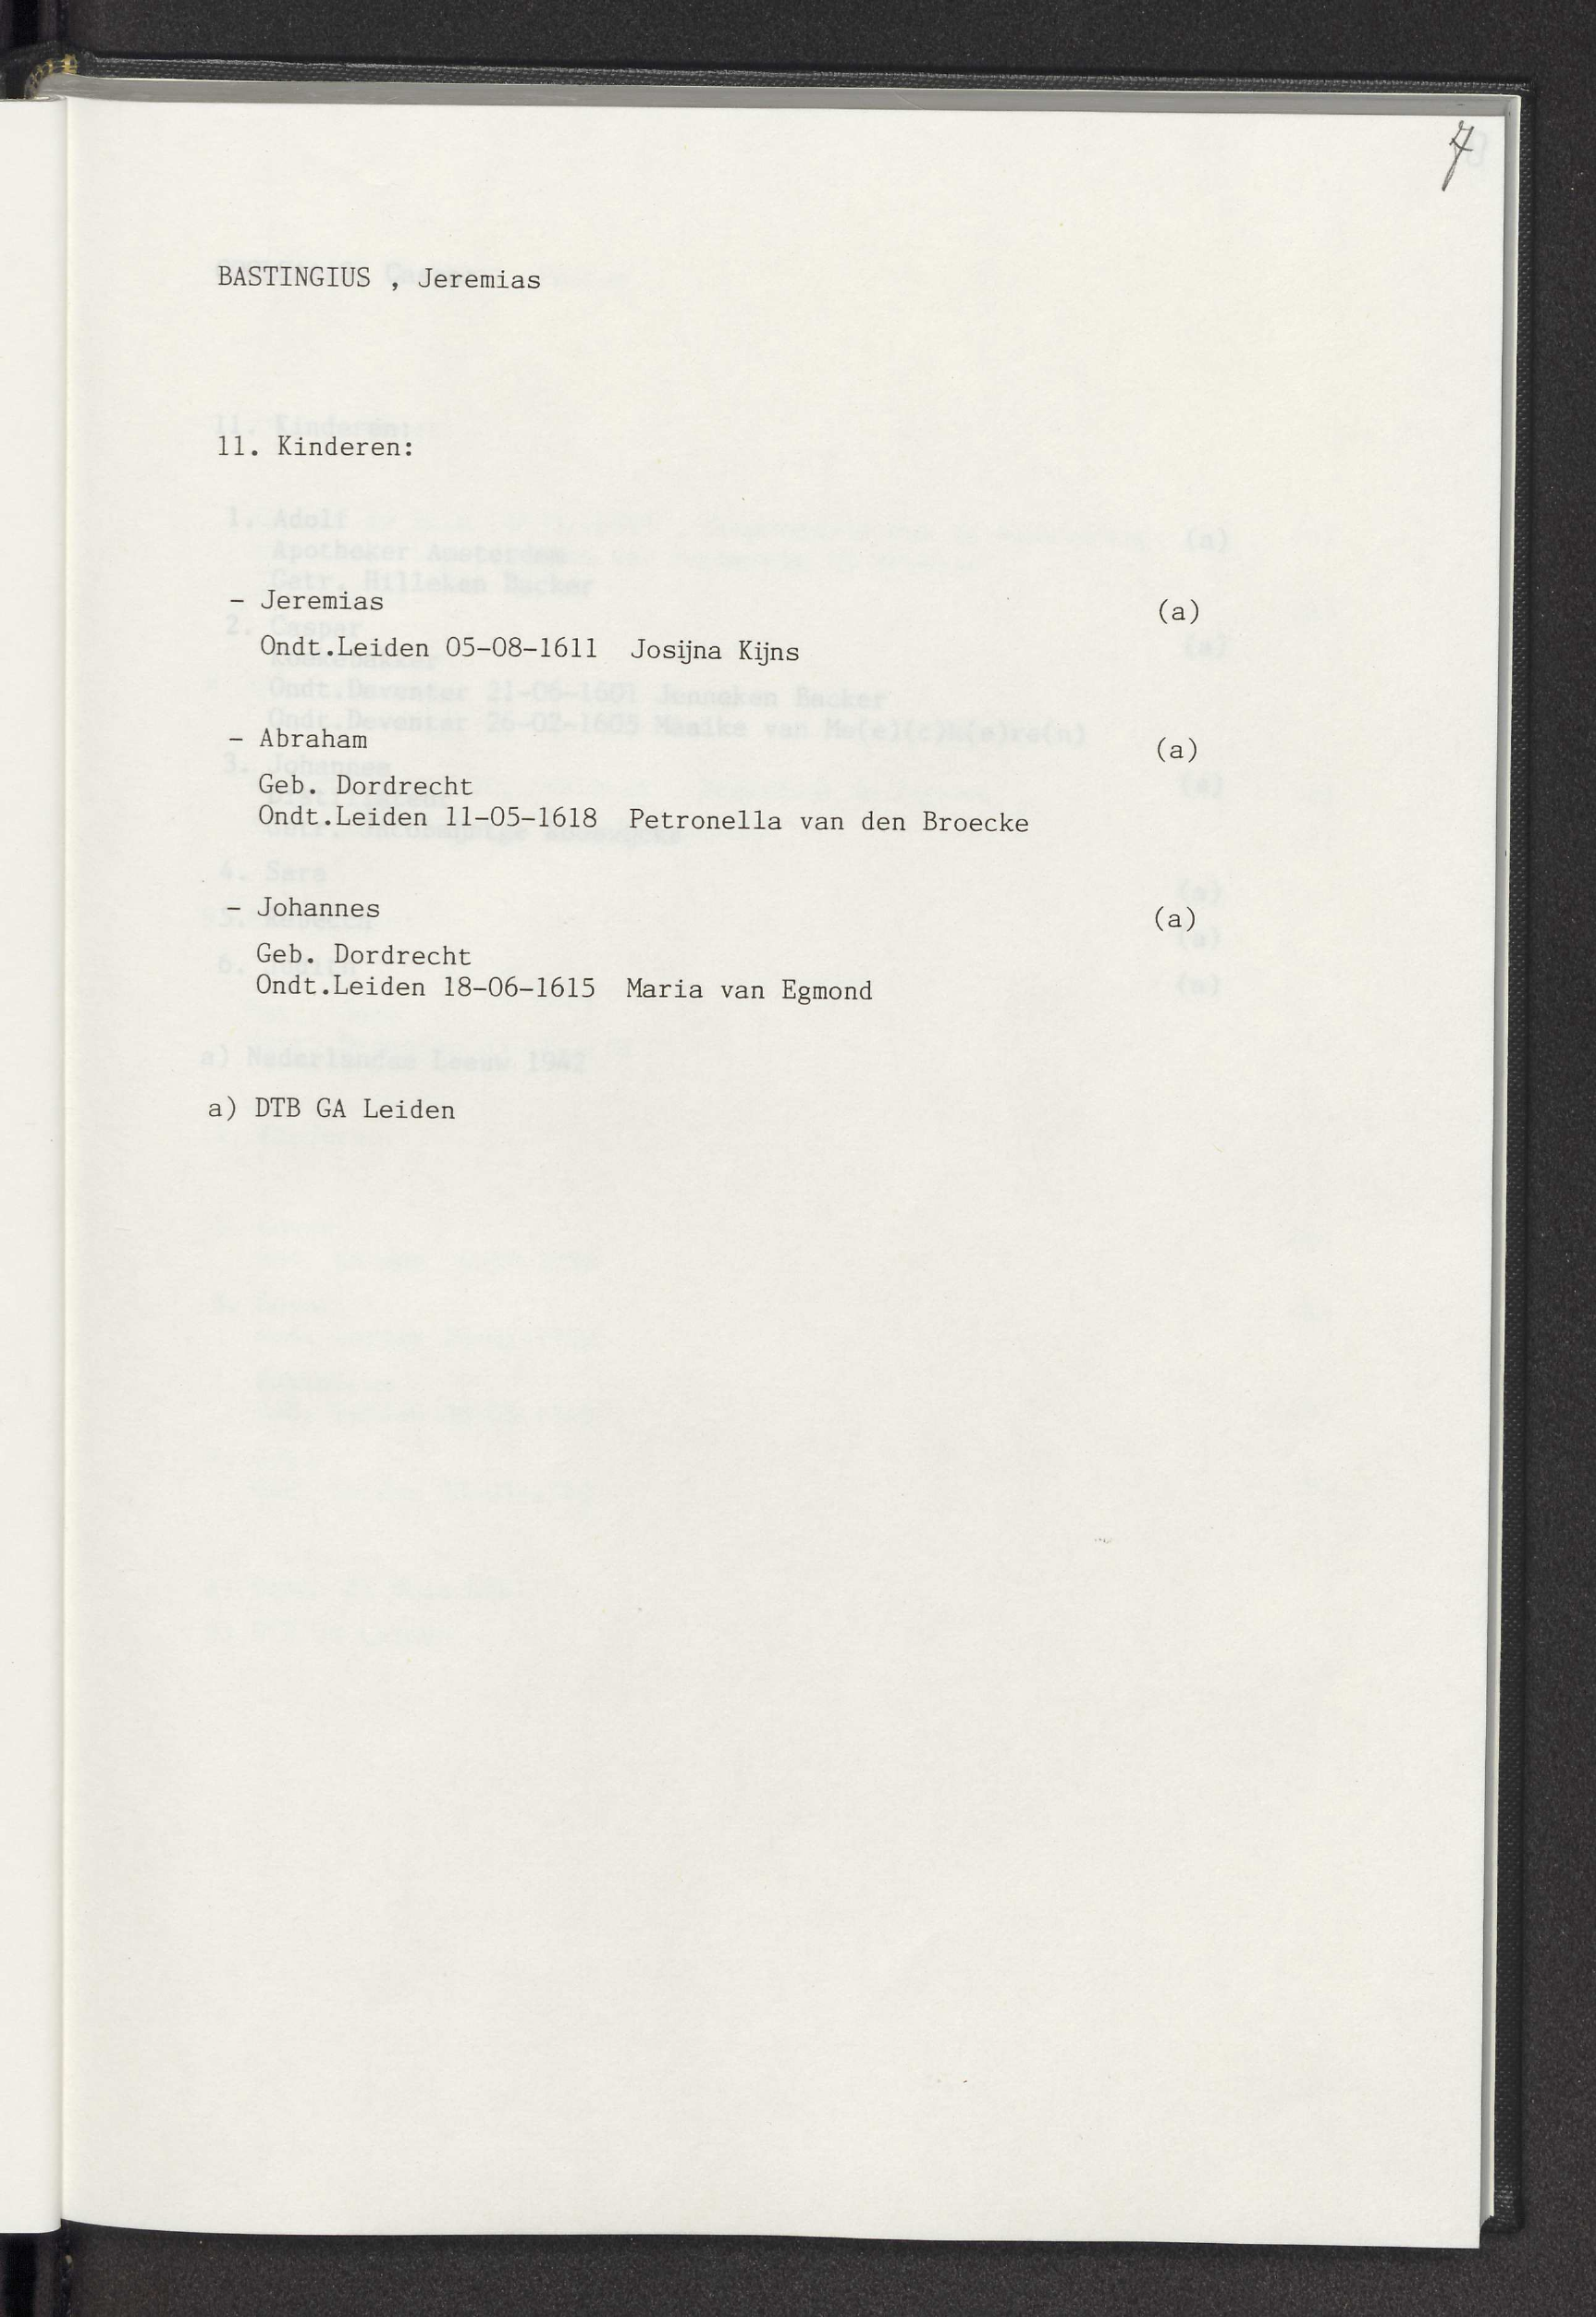 7
BASTINGIUS , Jeremias
11. Kinderen:
- Jeremias (a)
Ondt.Leiden 05-08-1611 Josijna Kijns
- Abraham (a)
Geb. Dordrecht
Ondt.Leiden 11-05-1618 Petronella van den Broecke
- Johannes (a)
Geb. Dordrecht
Ondt.Leiden 18-06-1615 Maria van Egmond
a) DTB GA Leiden